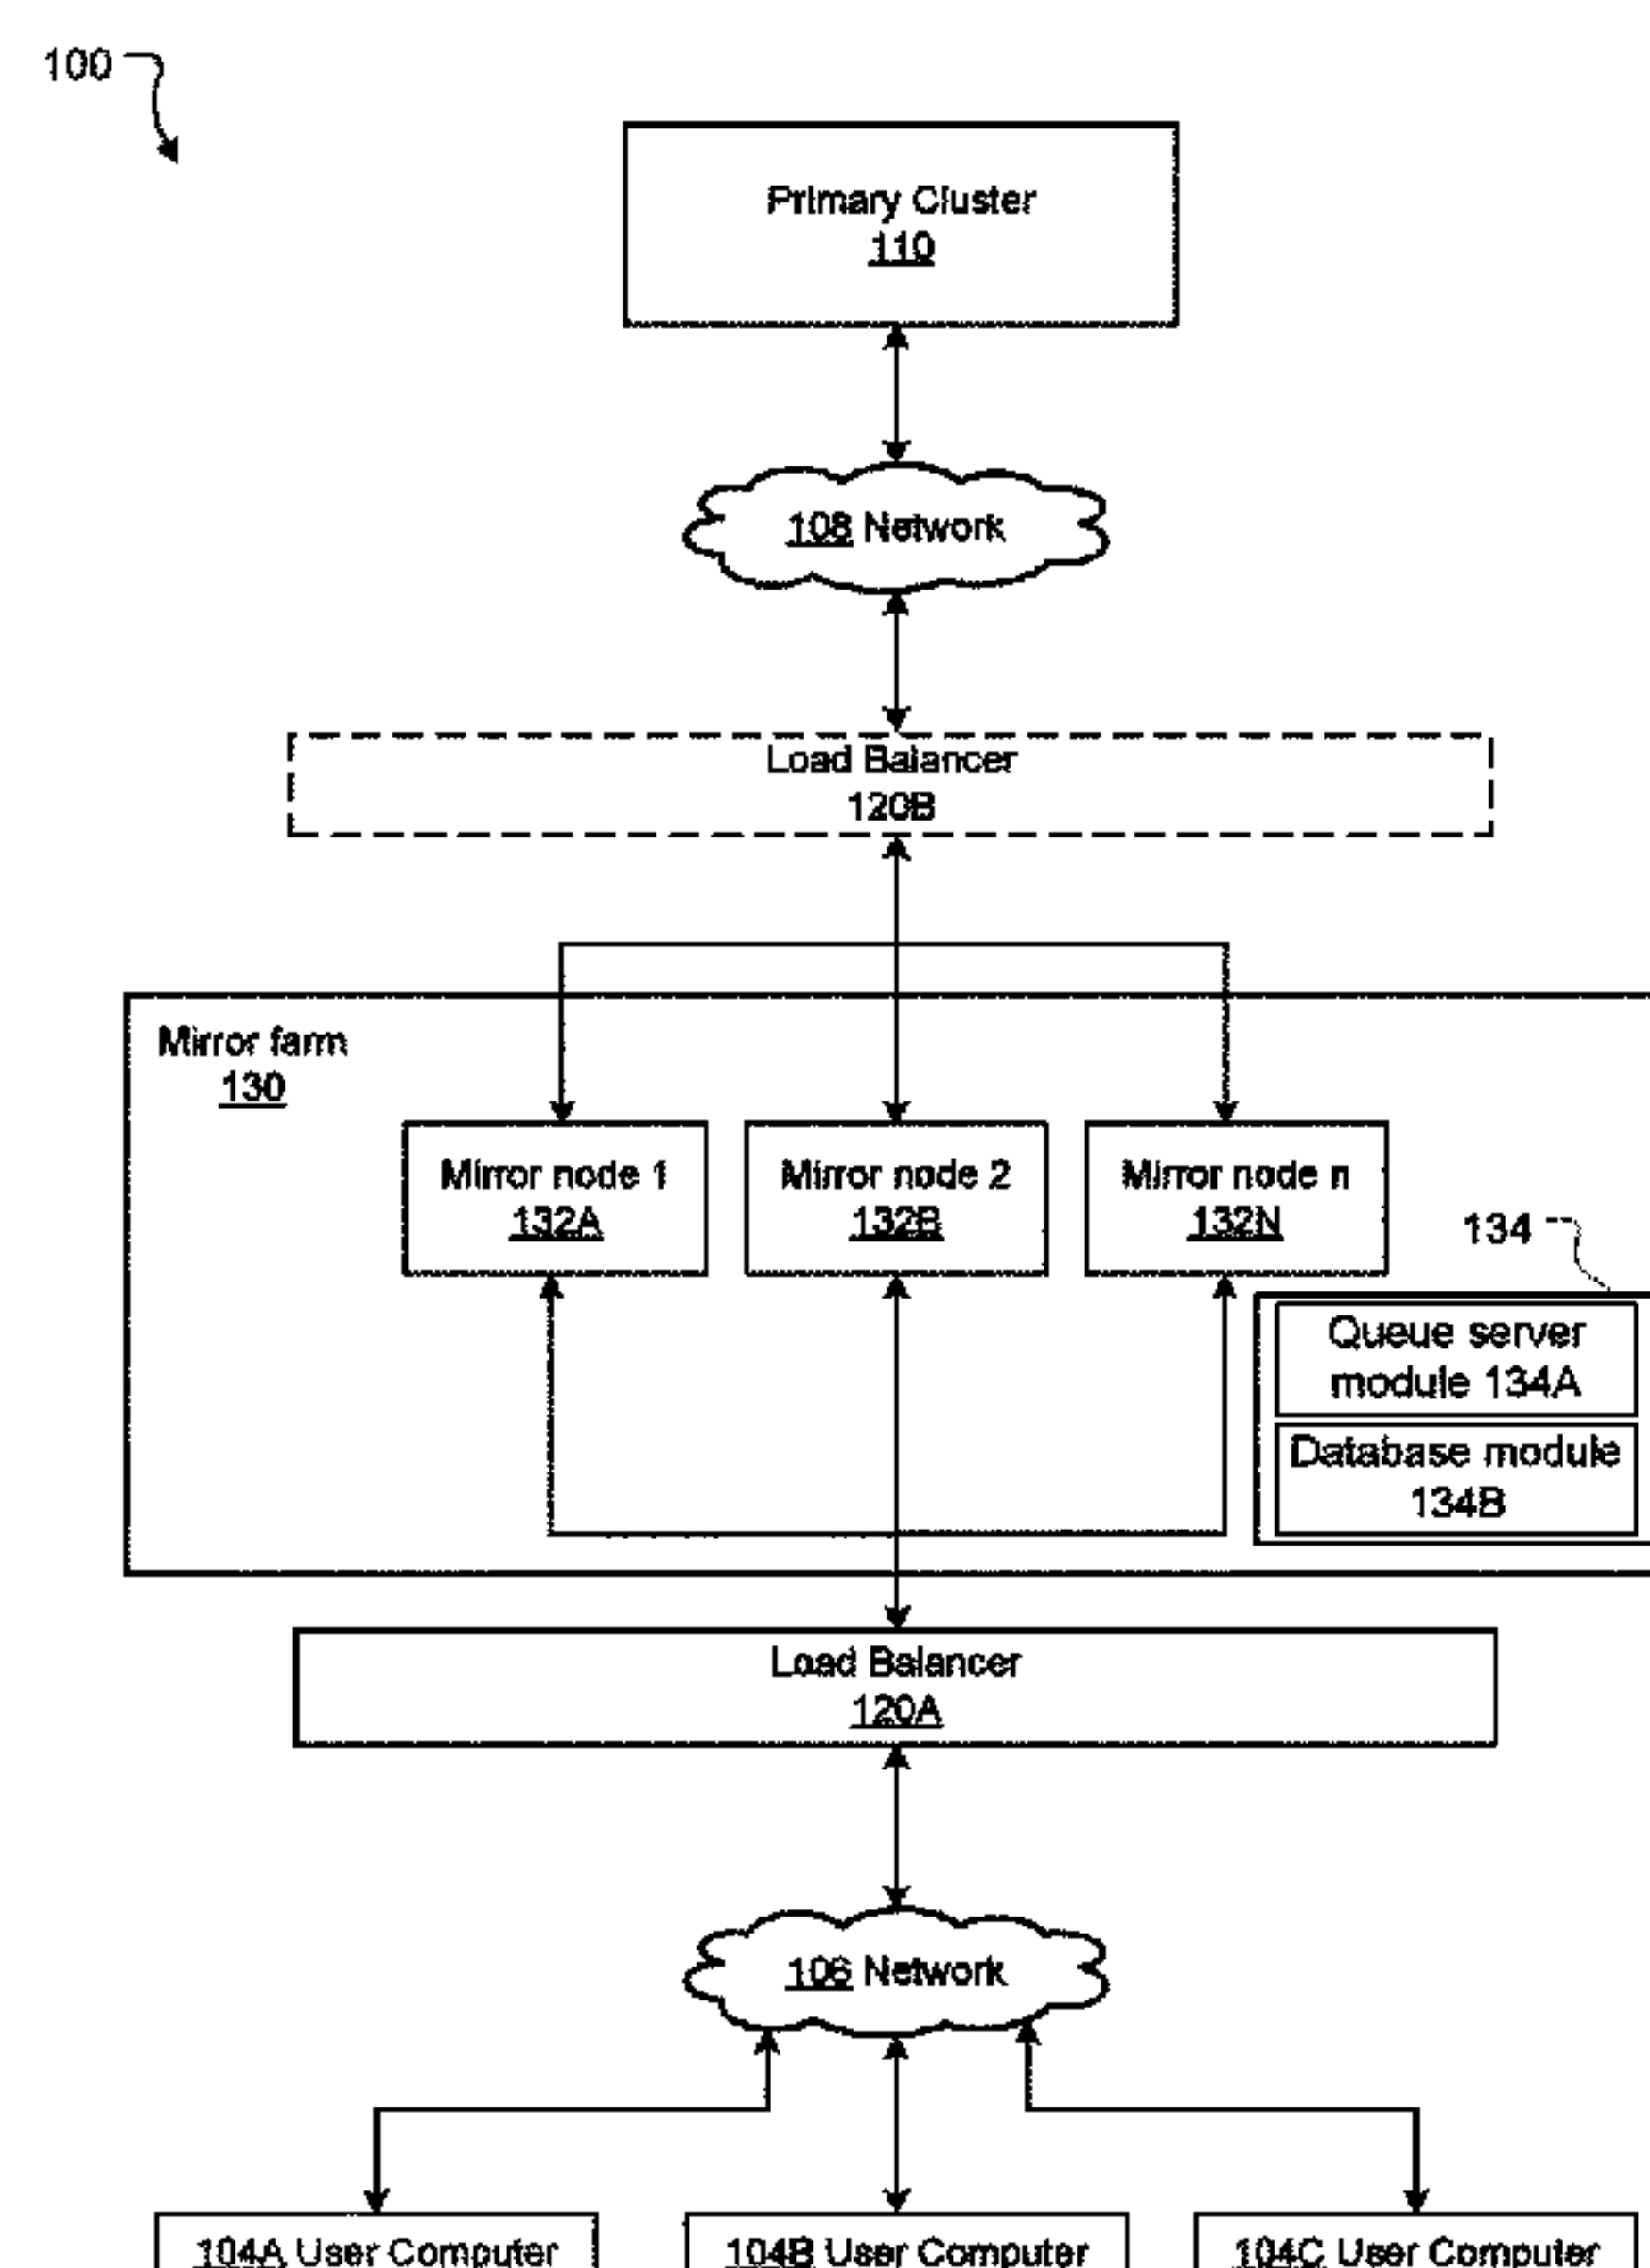 100
Primary Cluster
110
108 Network
Load Balancer
120B
Mirror farm
130
Mirror node 1
132A
Mirror node 2
132B
Mirror node n
132N
134
Queue server
module 134A
Database module
134B
Load Balancer
120A
106 Network
104A User Computer
104B User Computer
104C User Computer